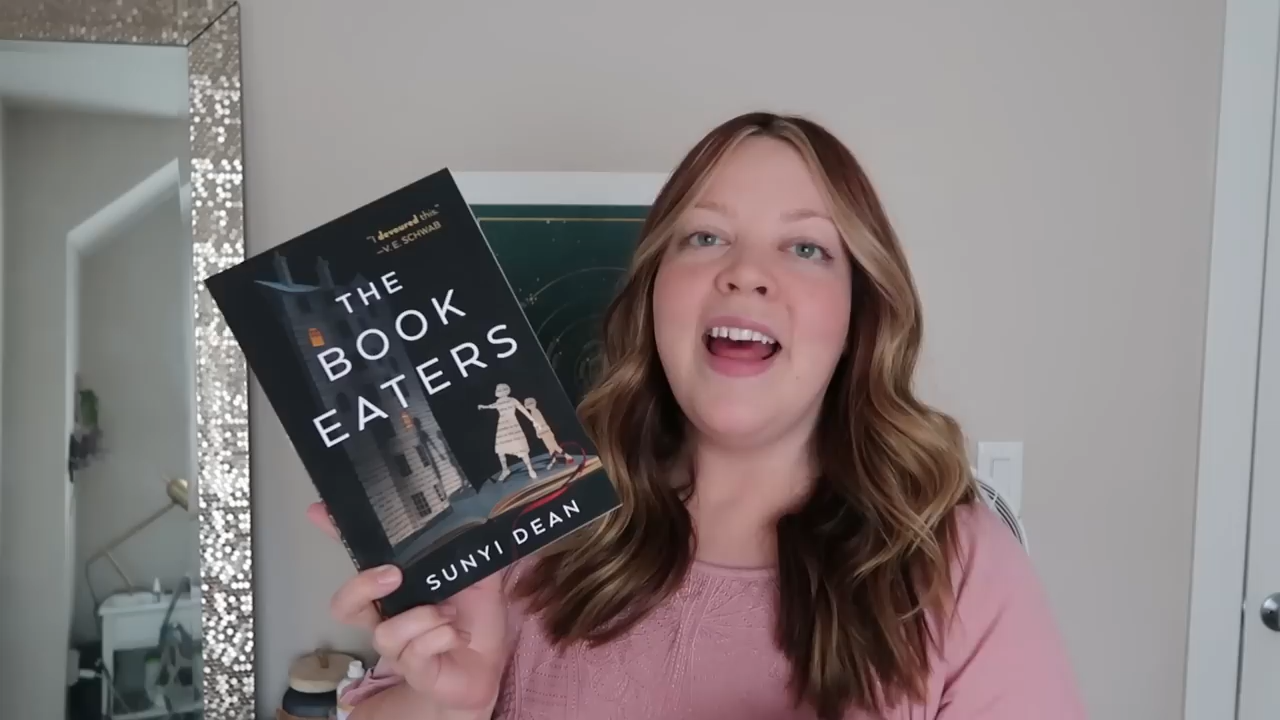 "I devoured this."
—V. E. SCHWAB
THE
BOOK
EATERS
SUNYI DEAN